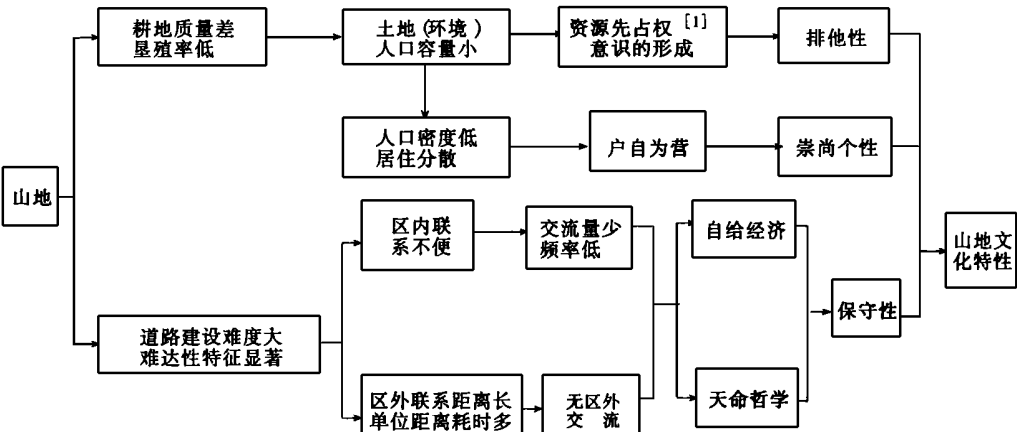 耕地质量差
垦殖率低
土地(环境)
人口容量小
资源先占权[1]
意识的形成
排他性
人口密度低
居住分散
户自为营
崇尚个性
山地
区内联
系不便
交流量少
频率低
自给经济
山地文
化特性
保守性
道路建设难度大
难达性特征显著
区外联系距离长
单位距离耗时多
无区外
交 流
天命哲学